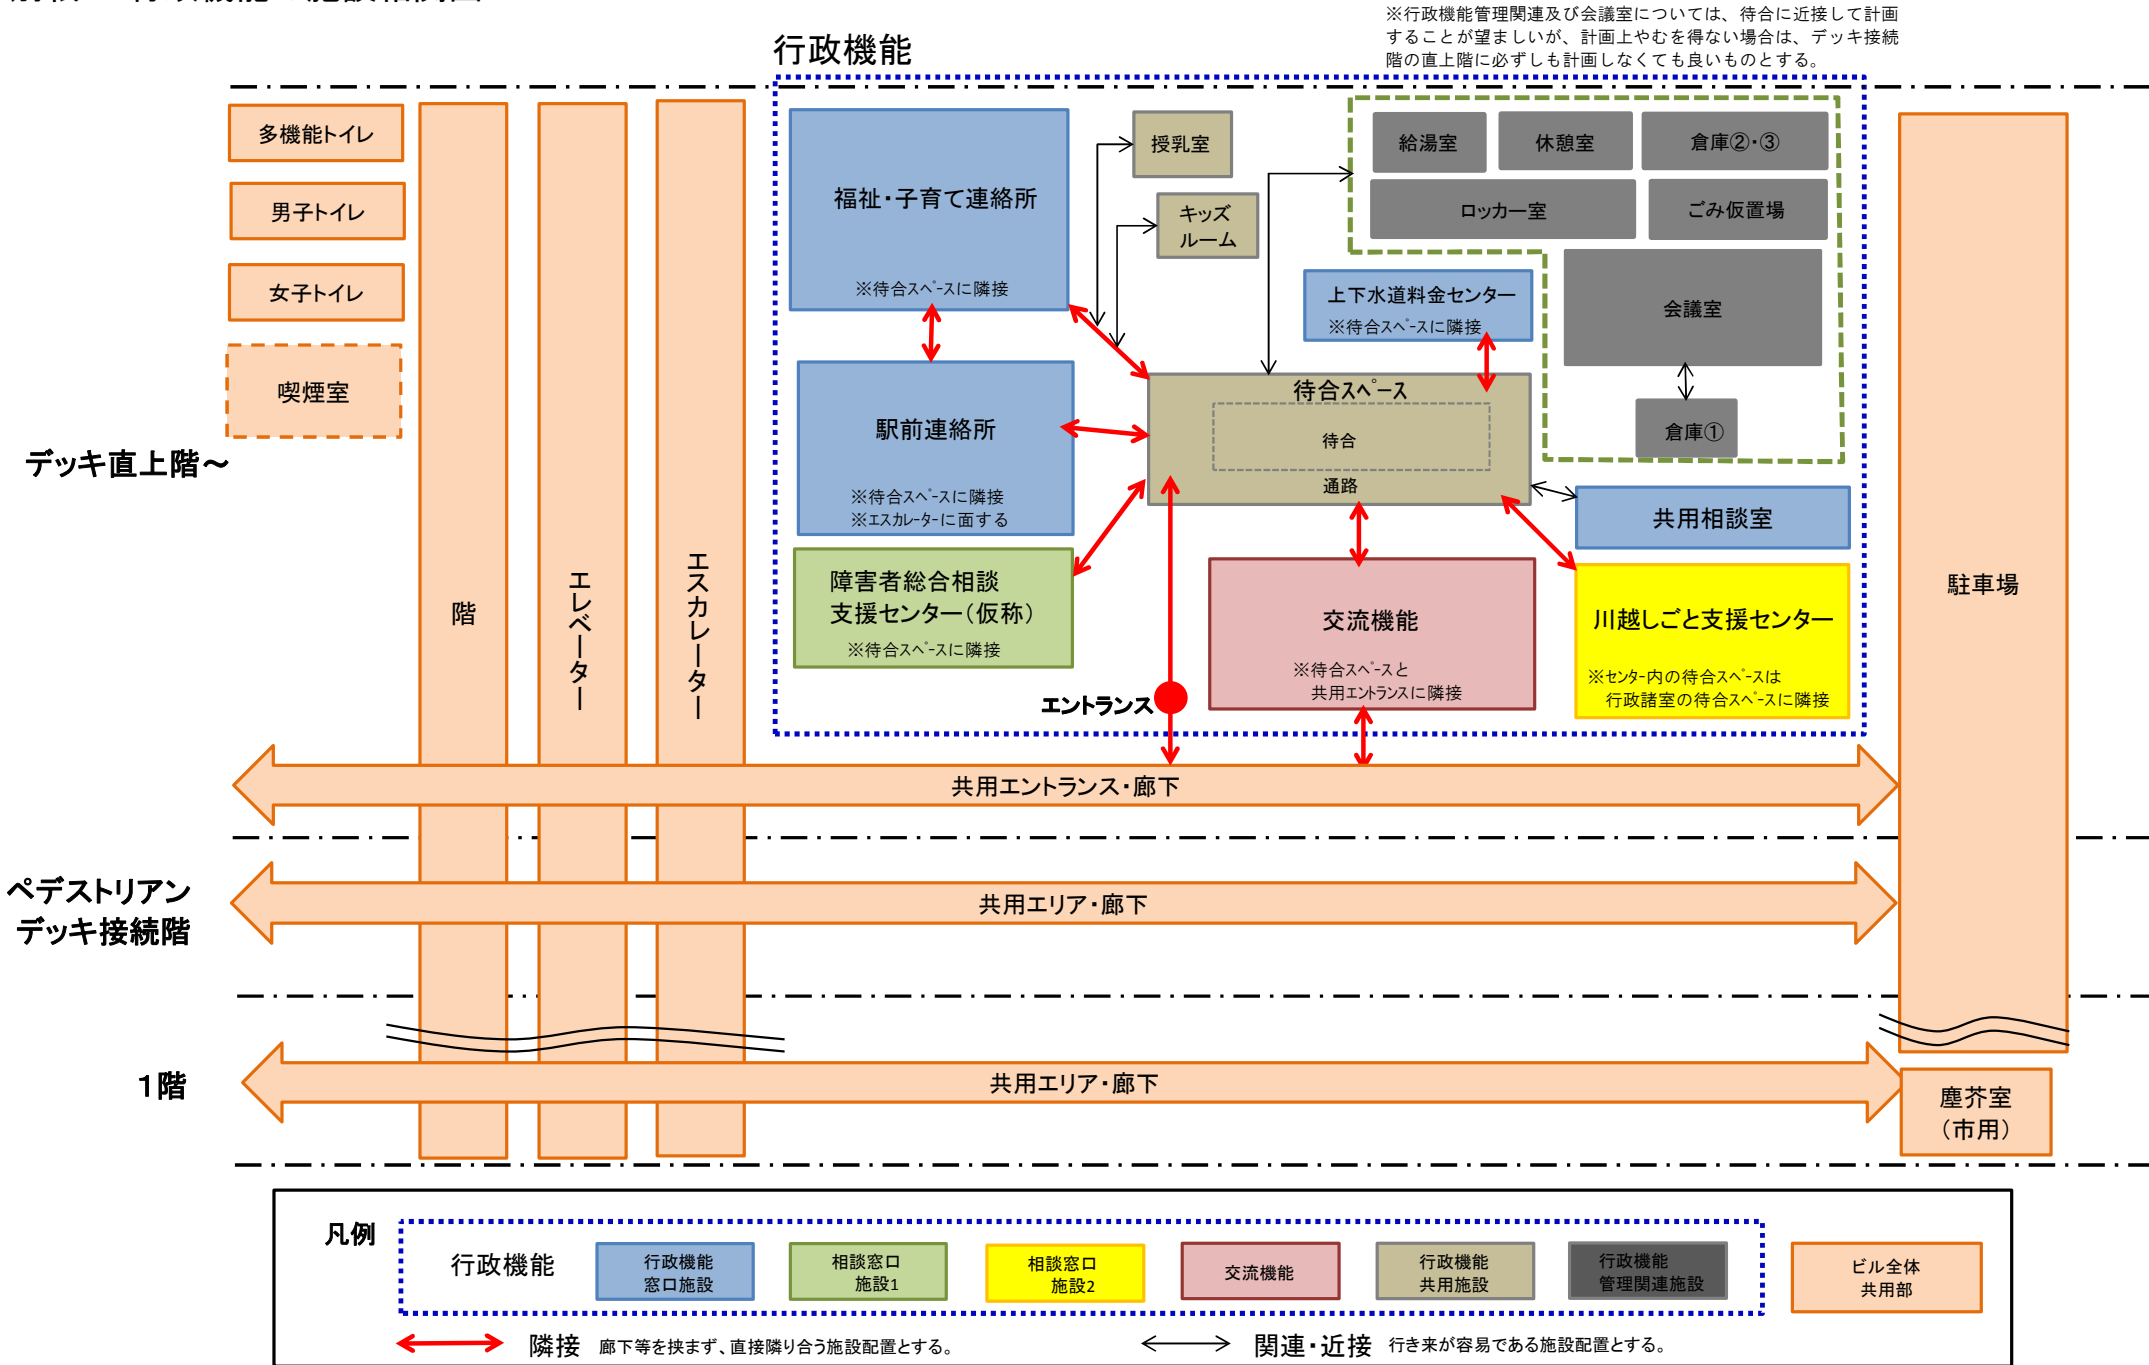 ※行政機能管理関連及び会議室については、待合に近接して計画
することが望ましいが、計画上やむを得ない場合は、デッキ接続
階の直上階に必ずしも計画しなくても良いものとする。
行政機能
多機能トイレ
男子トイレ
女子トイレ
喫煙室
デッキ直上階～
階
エレベーター
エスカレーター
福祉・子育て連絡所
※待合スペースに隣接
授乳室
キッズ
ルーム
給湯室
休憩室
倉庫②・③
ロッカー室
ごみ仮置場
会議室
倉庫①
上下水道料金センター
※待合スペースに隣接
駅前連絡所
※待合スペースに隣接
※エスカレーターに面する
待合スペース
待合
通路
共用相談室
障害者総合相談
支援センター（仮称）
※待合スペースに隣接
交流機能
※待合スペースと
共用エントランスに隣接
川越しごと支援センター
※センター内の待合スペースは
行政諸室の待合スペースに隣接
エントランス
駐車場
共用エントランス・廊下
ペデストリアン
デッキ接続階
共用エリア・廊下
1階
共用エリア・廊下
塵芥室
（市用）
凡例
行政機能
行政機能
窓口施設
相談窓口
施設1
相談窓口
施設2
交流機能
行政機能
共用施設
行政機能
管理関連施設
ビル全体
共用部
隣接 廊下等を挟まず、直接隣り合う施設配置とする。
関連・近接 行き来が容易である施設配置とする。